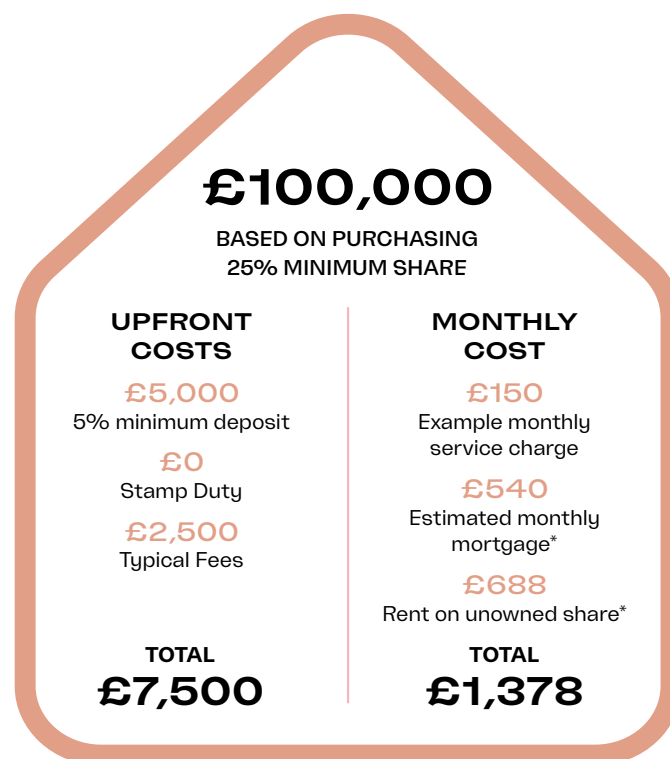 £100,000
BASED ON PURCHASING
25% MINIMUM SHARE
UPFRONT
COSTS
£5,000
5% minimum deposit
£0
Stamp Duty
£2,500
Typical Fees
TOTAL
£7,500
MONTHLY
COST
£150
Example monthly
service charge
£540
Estimated monthly
mortgage*
£688
Rent on unowned share*
TOTAL
£1,378